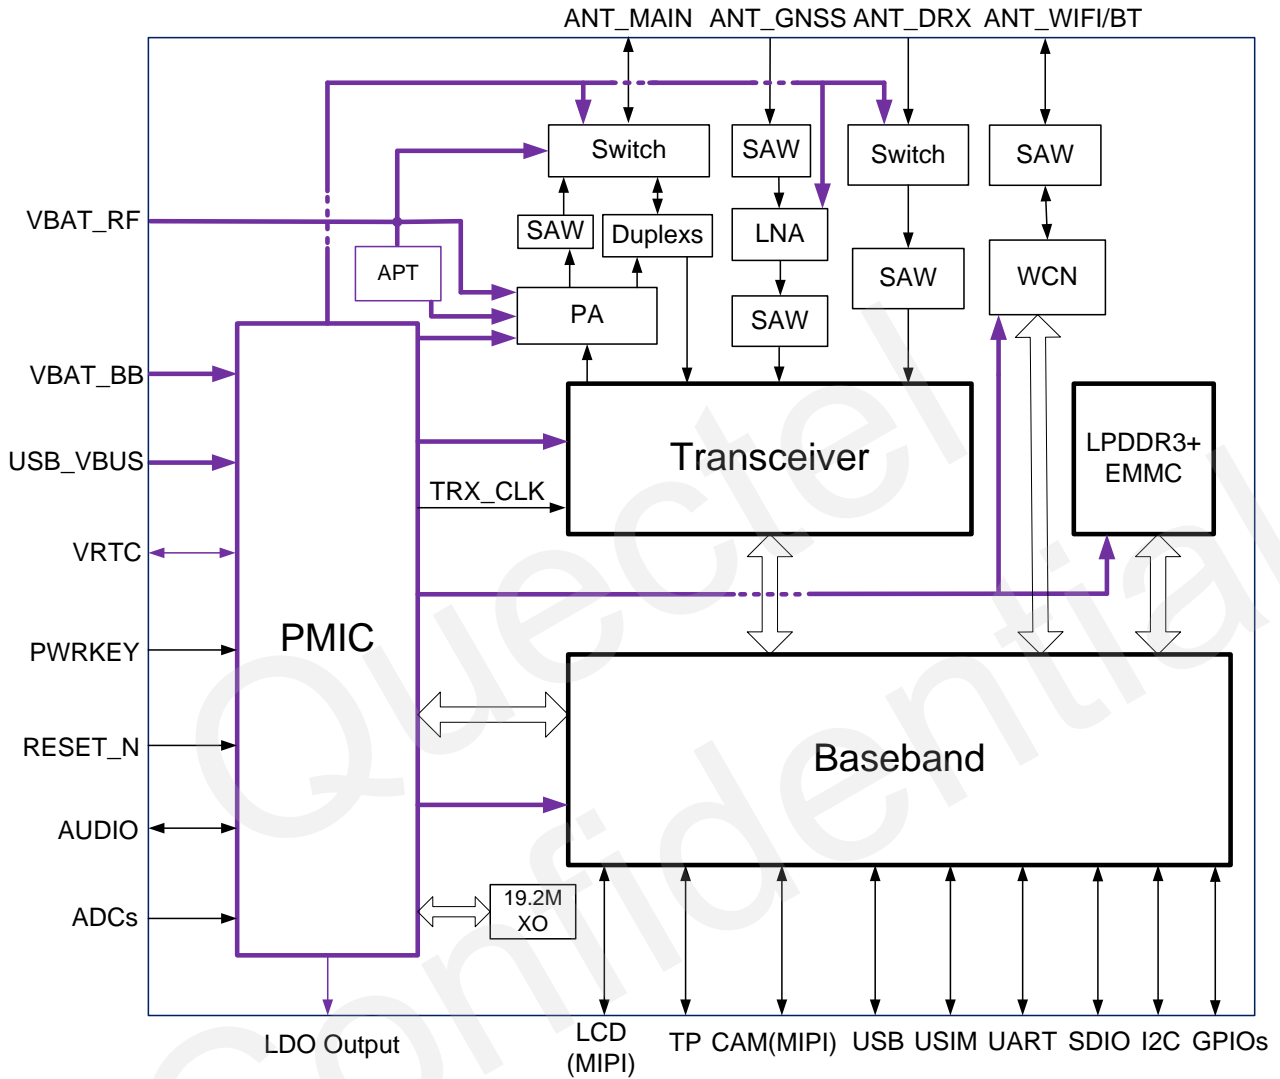 ANT_MAIN ANT_GNSS ANT_DRX ANT_WIFI/BT
Switch
SAW
Switch
SAW
VBAT_RF
SAW
Duplexs
LNA
APT
SAW
WCN
PA
SAW
VBAT_BB
USB_VBUS
Transceiver
LPDDR3+
EMMC
TRX_CLK
VRTC
PMIC
PWRKEY
RESET_N
Baseband
AUDIO
ADCs
19.2M
XO
LDO Output
LCD
(MIPI)
TP
CAM(MIPI)
USB
USIM
UART
SDIO
I2C
GPIOs
Quectel
Confidential